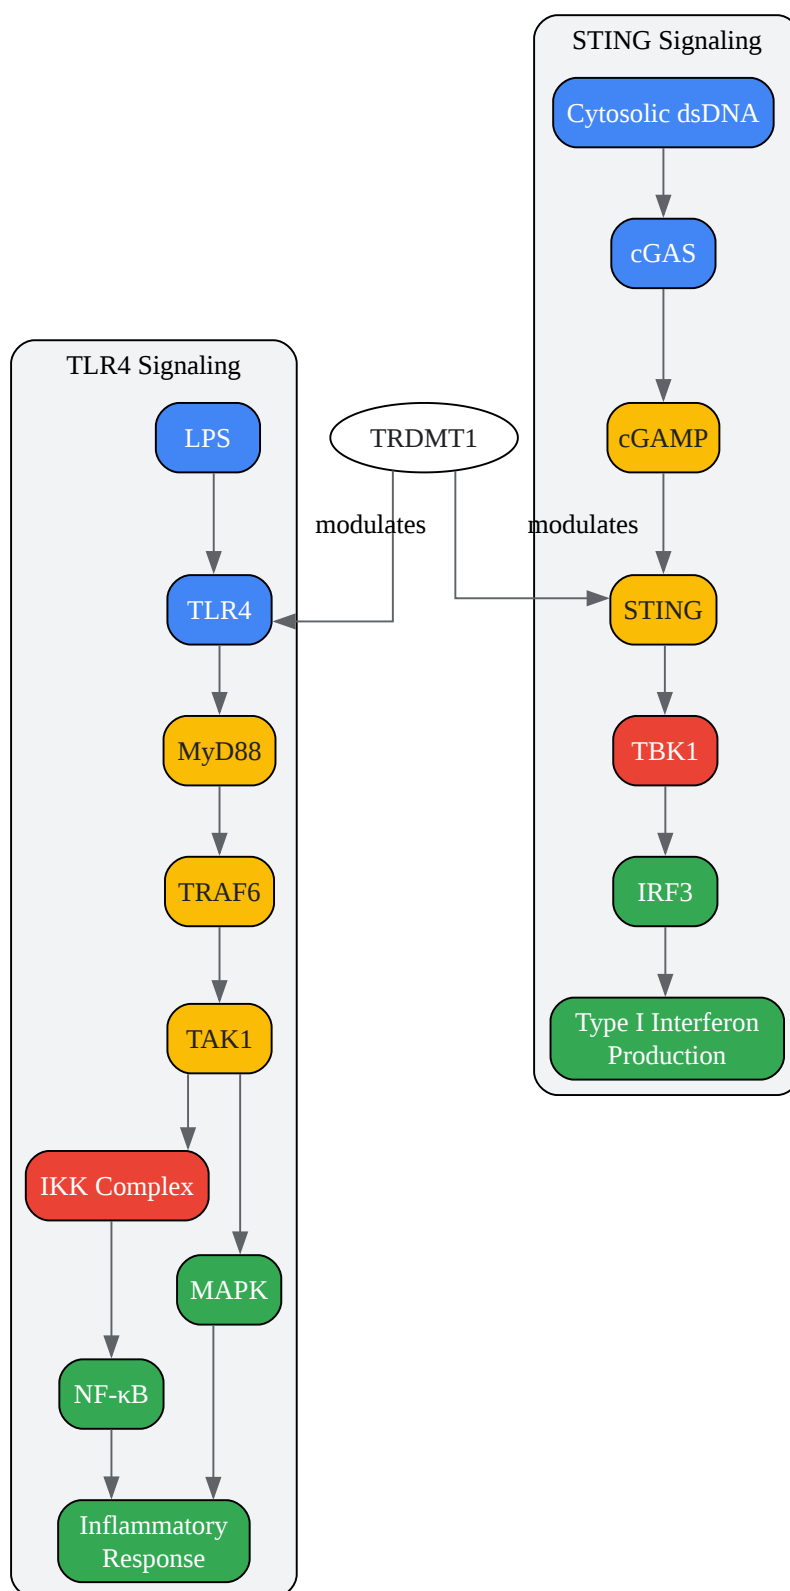 STING Signaling
Cytosolic dsDNA
cGAS
cGAMP
STING
TBK1
IRF3
Type I Interferon
Production
TRDMT1
modulates
modulates
TLR4 Signaling
LPS
TLR4
MyD88
TRAF6
TAK1
IKK Complex
MAPK
NF-κB
Inflammatory
Response